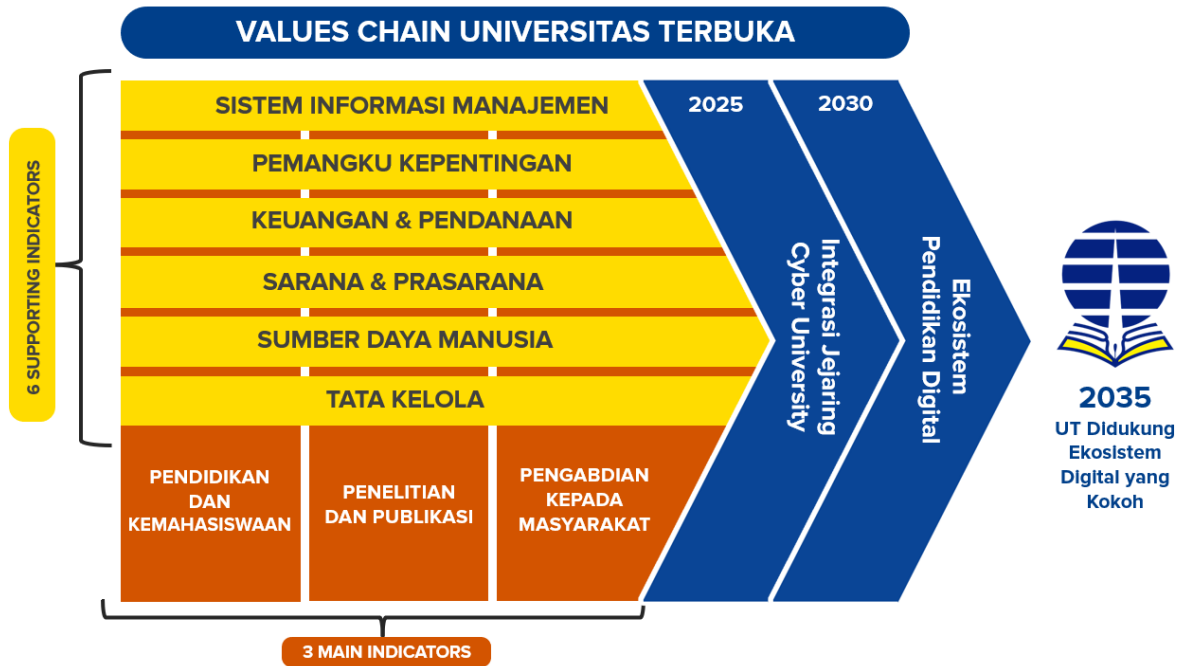 VALUES CHAIN UNIVERSITAS TERBUKA
6 SUPPORTING INDICATORS
SISTEM INFORMASI MANAJEMEN
PEMANGKU KEPENTINGAN
KEUANGAN & PENDANAAN
SARANA & PRASARANA
SUMBER DAYA MANUSIA
TATA KELOLA
PENDIDIKAN
DAN
KEMAHASISWAAN
PENELITIAN
DAN PUBLIKASI
PENGABDIAN
KEPADA
MASYARAKAT
3 MAIN INDICATORS
2025
Integrasi Jejaring
Cyber University
2030
Ekosistem
Pendidikan Digital
2035
UT Didukung
Ekosistem
Digital yang
Kokoh